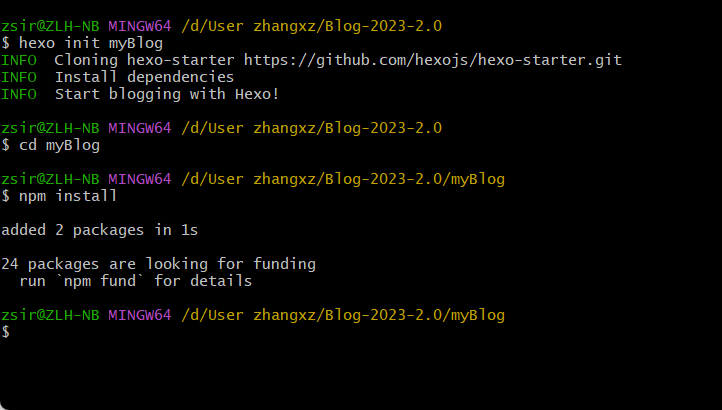 zsir@ZLH-NB MINGW64 /d/User zhangxz/Blog-2023-2.0
$ hexo init myBlog
INFO  Cloning hexo-starter https://github.com/hexojs/hexo-starter.git
INFO  Install dependencies
INFO  Start blogging with Hexo!
zsir@ZLH-NB MINGW64 /d/User zhangxz/Blog-2023-2.0
$ cd myBlog
zsir@ZLH-NB MINGW64 /d/User zhangxz/Blog-2023-2.0/myBlog
$ npm install
added 2 packages in 1s
24 packages are looking for funding
  run `npm fund` for details
zsir@ZLH-NB MINGW64 /d/User zhangxz/Blog-2023-2.0/myBlog
$